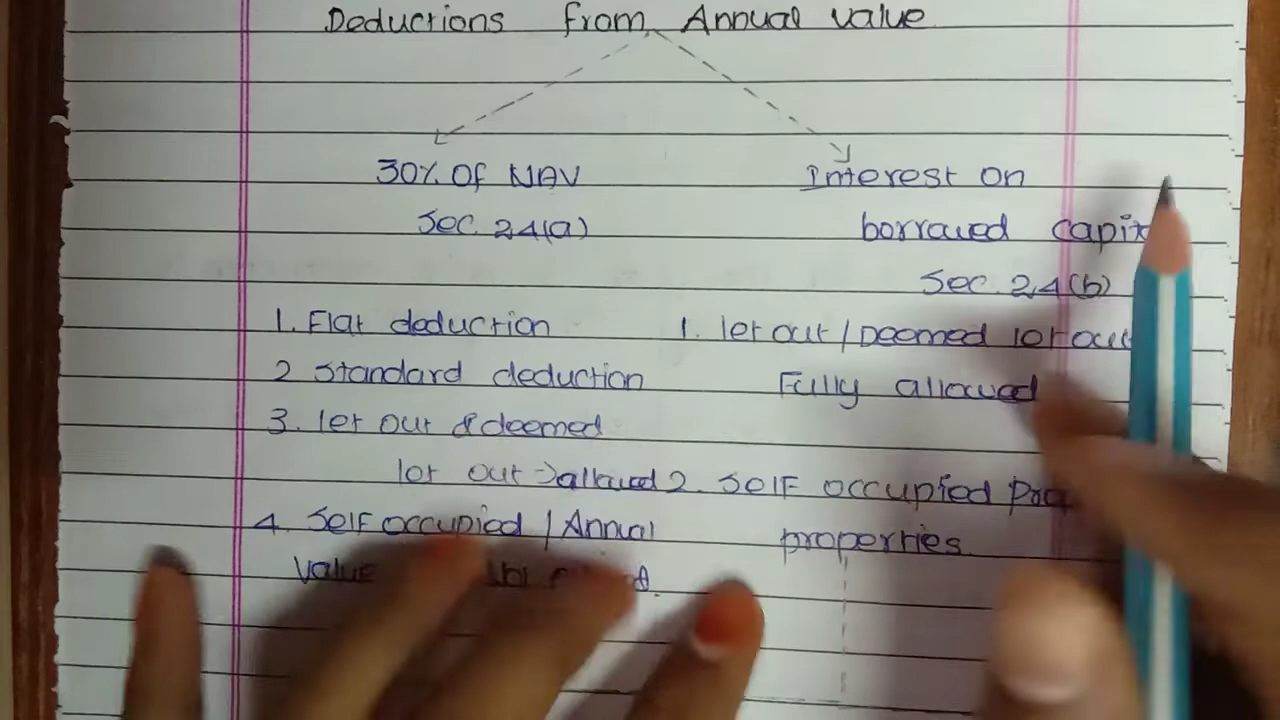 Deductions from Annual value
30% Of NAV
Interest on
Sec 24(a)
borrowed
Sec 24(b)
1. Flat deduction
1. let out / Deemed let out
2 Standard deduction
Fully allowed
3. let out & deemed
let out → allowed
2. Self occupied
4. Self occupied / Annual
properties
value